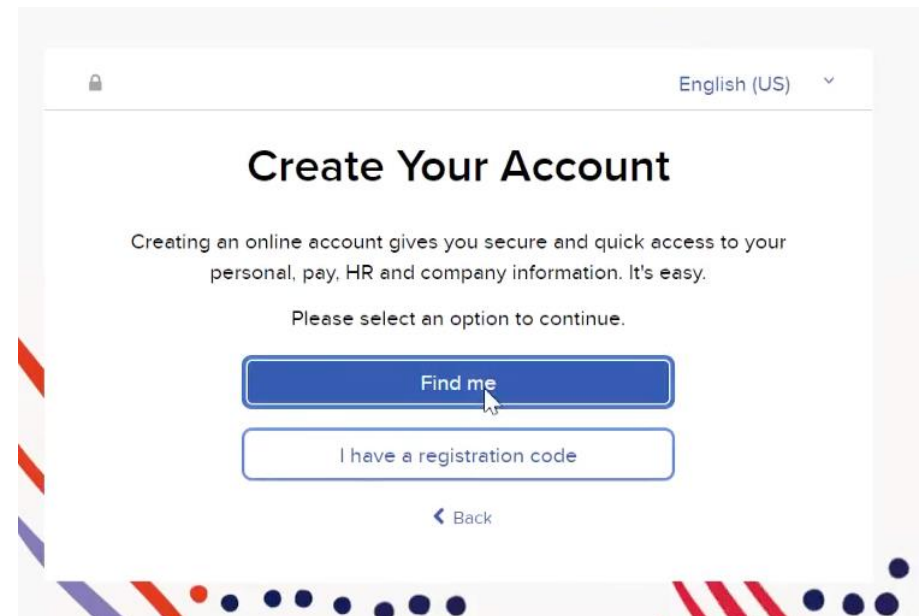 English (US)
Create Your Account
Creating an online account gives you secure and quick access to your
personal, pay, HR and company information. It's easy.
Please select an option to continue.
Find me
I have a registration code
Back